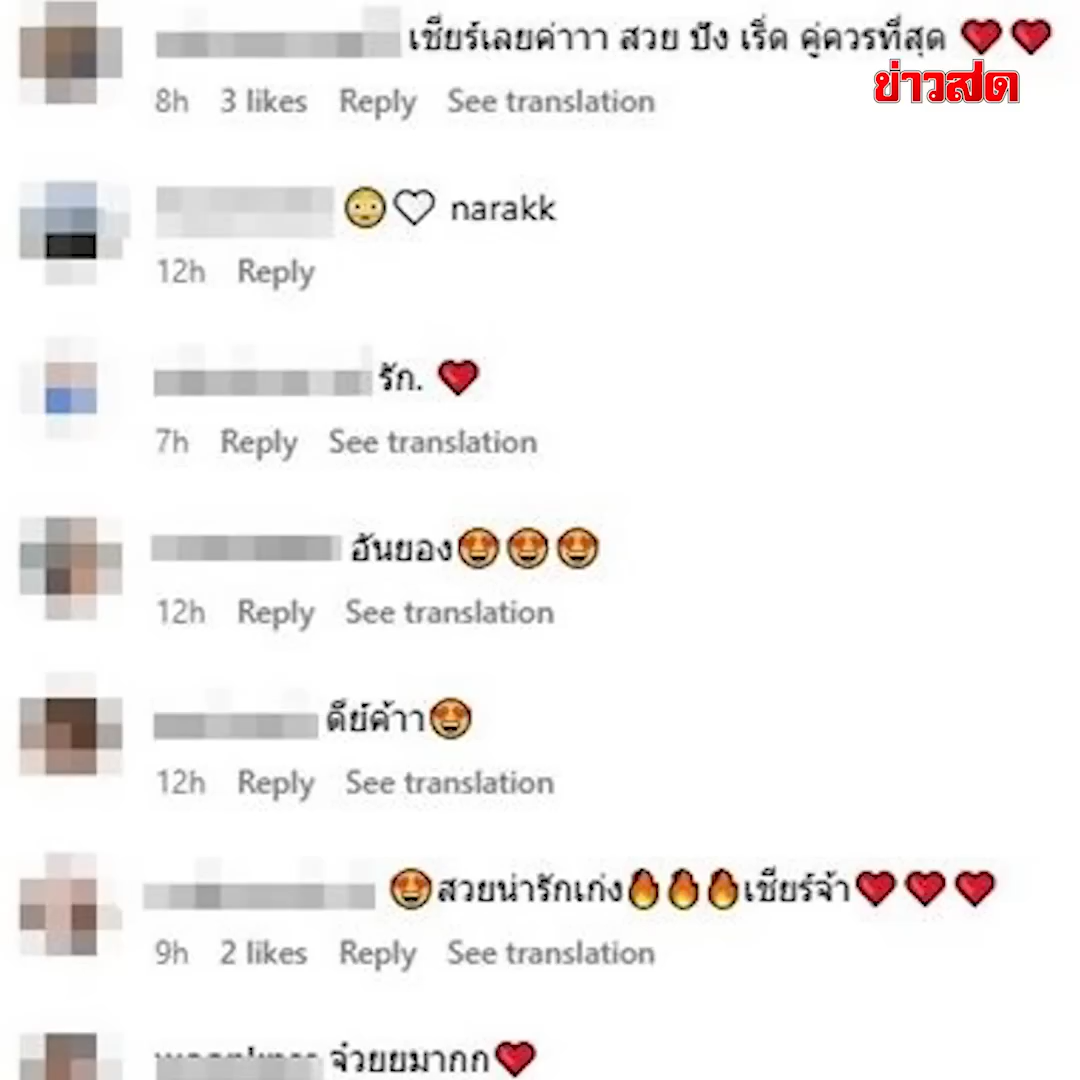 เชียร์เลยค่าาา สวย ปัง เริ่ด คู่ควรที่สุด ❤️❤️
ข่าวสด
8h 3 likes Reply See translation
😳🤍 narakk
12h Reply
รัก. ❤️
7h Reply See translation
อันยอง🤩🤩🤩
12h Reply See translation
ดีย์ค้าา🤩
12h Reply See translation
🤩สวยน่ารักเก่ง🔥🔥🔥เชียร์จ้า❤️❤️❤️
9h 2 likes Reply See translation
จ๋วยยมากก❤️